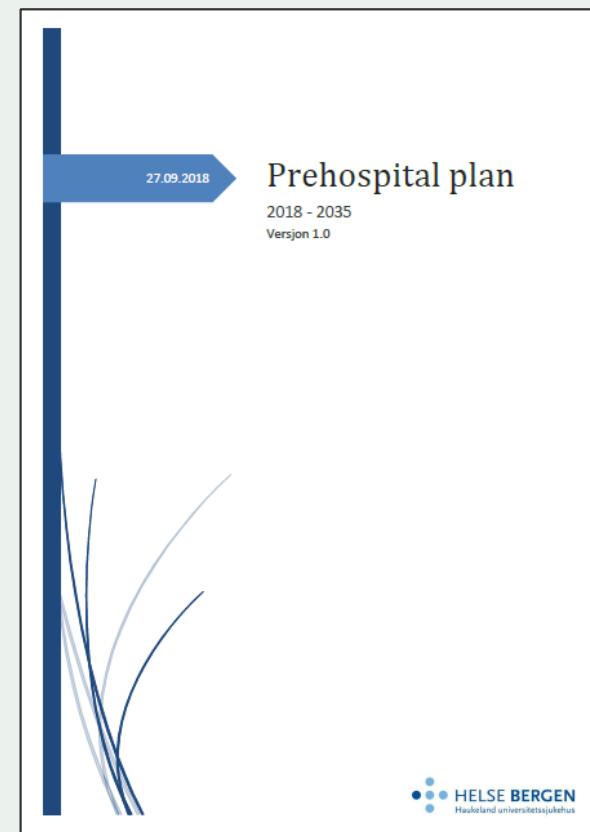 27.09.2018
Prehospital plan
2018 - 2035
Versjon 1.0
HELSE BERGEN
Haukeland universitetssjukehus